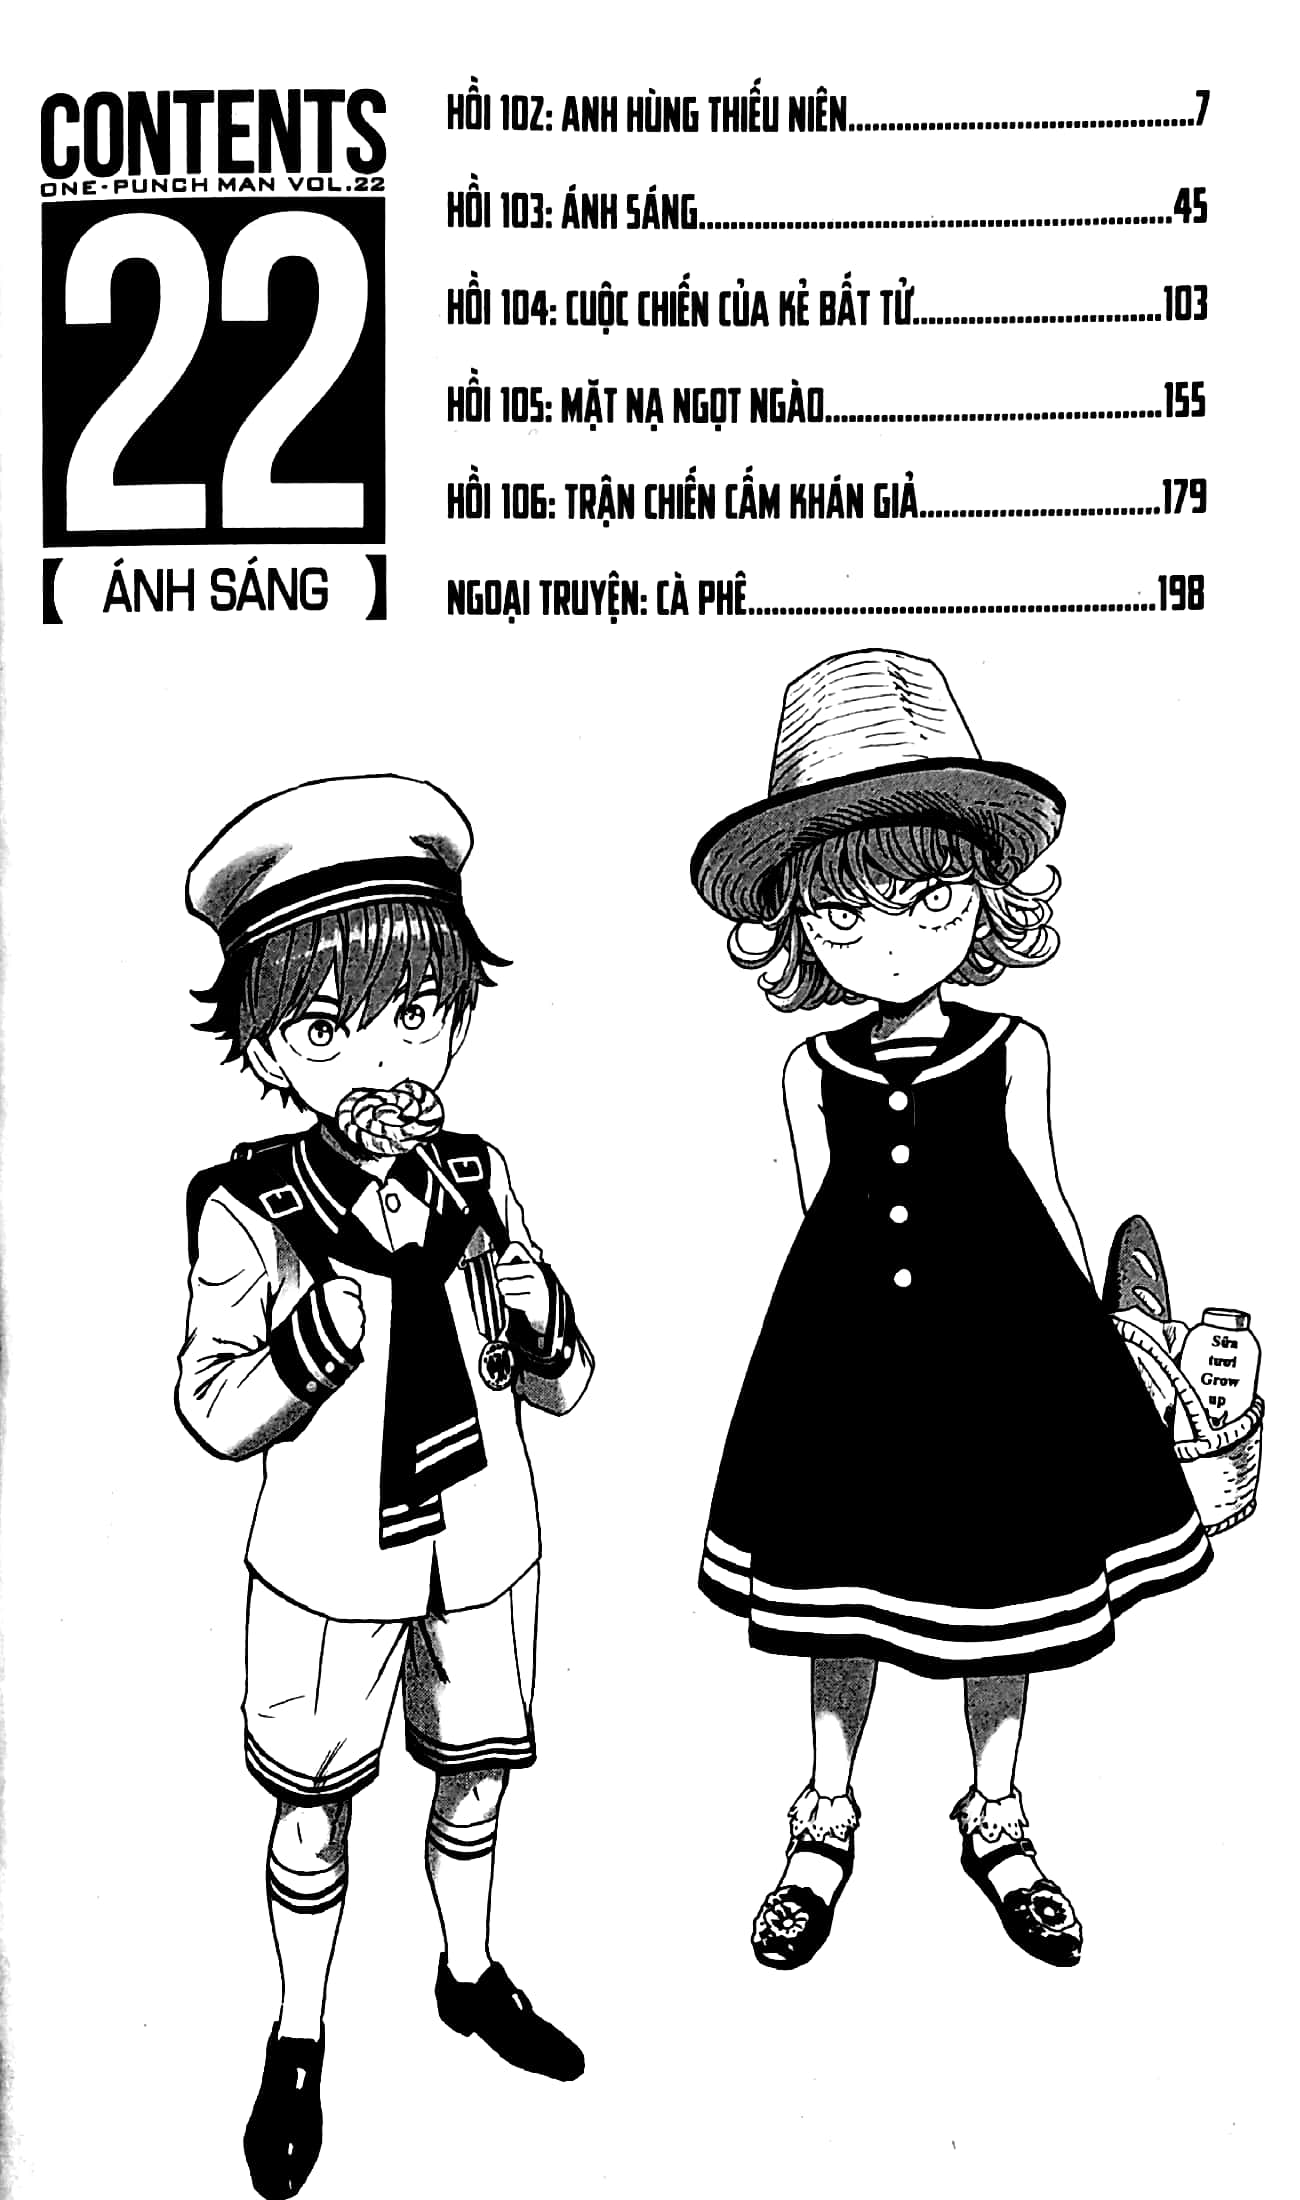 CONTENTS
ONE-PUNCH MAN VOL.22
22
【 ÁNH SÁNG 】
HỒI 102: ANH HÙNG THIẾU NIÊN..........7
HỒI 103: ÁNH SÁNG..........45
HỒI 104: CUỘC CHIẾN CỦA KẺ BẤT TỬ..........103
HỒI 105: MẶT NẠ NGỌT NGÀO..........155
HỒI 106: TRẬN CHIẾN CẤM KHÁN GIẢ..........179
NGOẠI TRUYỆN: CÀ PHÊ..........198
Sữa
tươi
Grow
up